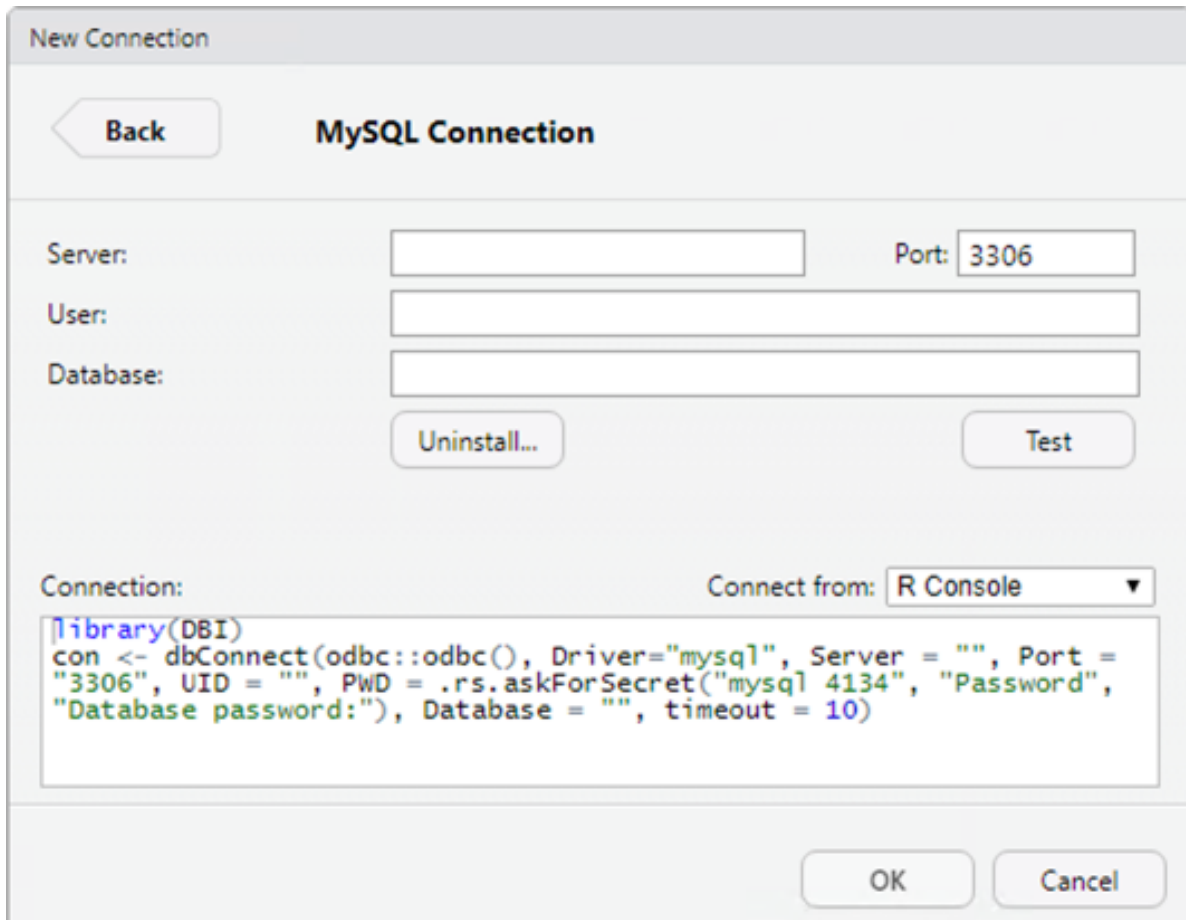 New Connection
Back
MySQL Connection
Server:
Port: 3306
User:
Database:
Uninstall...
Test
Connection:
Connect from: R Console
library(DBI)
con <- dbConnect(odbc::odbc(), Driver="mysql", Server = "", Port =
"3306", UID = "", PWD = .rs.askForSecret("mysql 4134", "Password",
"Database password:"), Database = "", timeout = 10)
OK
Cancel